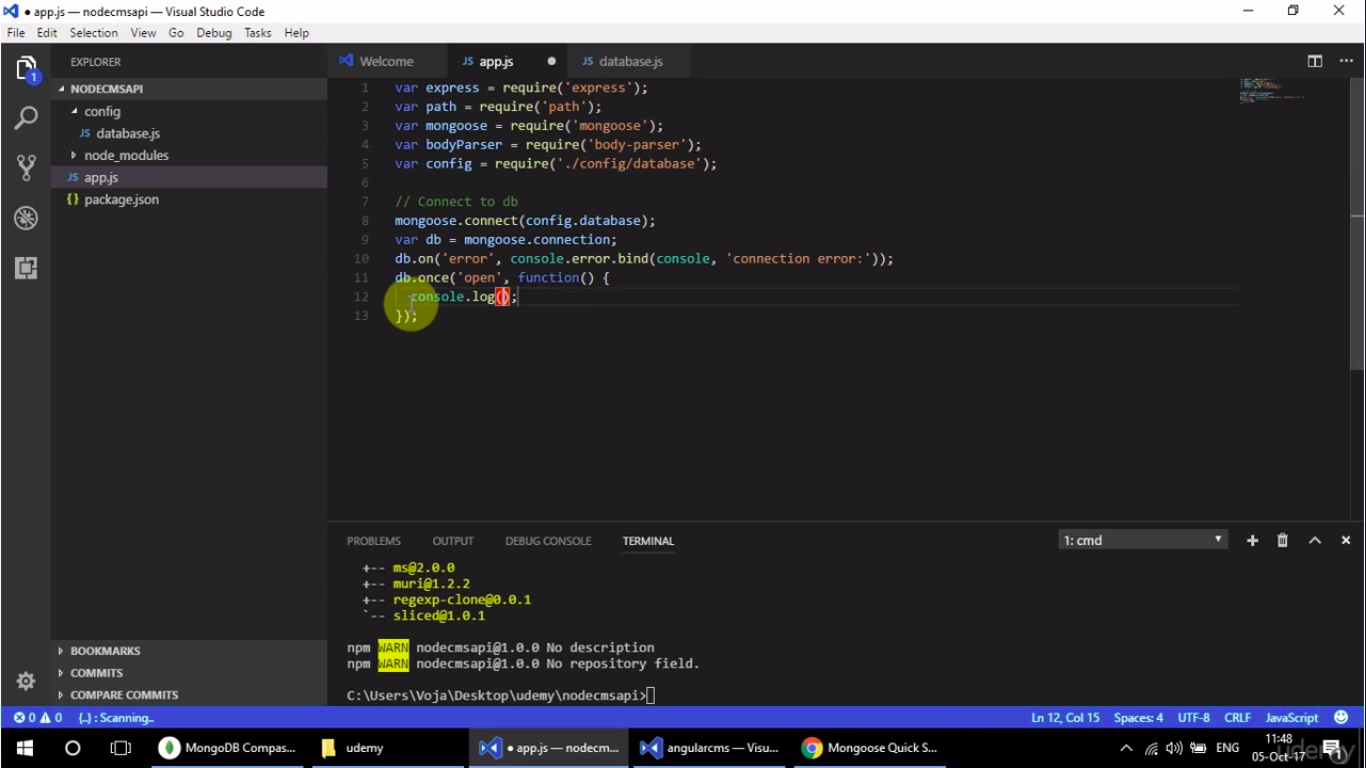 ● app.js — nodecmsapi — Visual Studio Code
File Edit Selection View Go Debug Tasks Help
EXPLORER
NODECMSAPI
config
JS database.js
node_modules
JS app.js
{} package.json
BOOKMARKS
COMMITS
COMPARE COMMITS
1
Welcome
JS app.js ●
JS database.js
1 var express = require('express');
2 var path = require('path');
3 var mongoose = require('mongoose');
4 var bodyParser = require('body-parser');
5 var config = require('./config/database');
6
7 // Connect to db
8 mongoose.connect(config.database);
9 var db = mongoose.connection;
10 db.on('error', console.error.bind(console, 'connection error:'));
11 db.once('open', function() {
12 console.log();
13 });
PROBLEMS OUTPUT DEBUG CONSOLE TERMINAL
1: cmd
+-- ms@2.0.0
+-- muri@1.2.2
+-- regexp-clone@0.0.1
`-- sliced@1.0.1
npm WARN nodecmsapi@1.0.0 No description
npm WARN nodecmsapi@1.0.0 No repository field.
C:\Users\Voja\Desktop\udemy\nodecmsapi>
0 0 {..} : Scanning..
Ln 12, Col 15 Spaces: 4 UTF-8 CRLF JavaScript
MongoDB Compas...
udemy
● app.js — nodecm...
angularcms — Visu...
Mongoose Quick S...
ENG
11:48
05-Oct-17
1
udemy